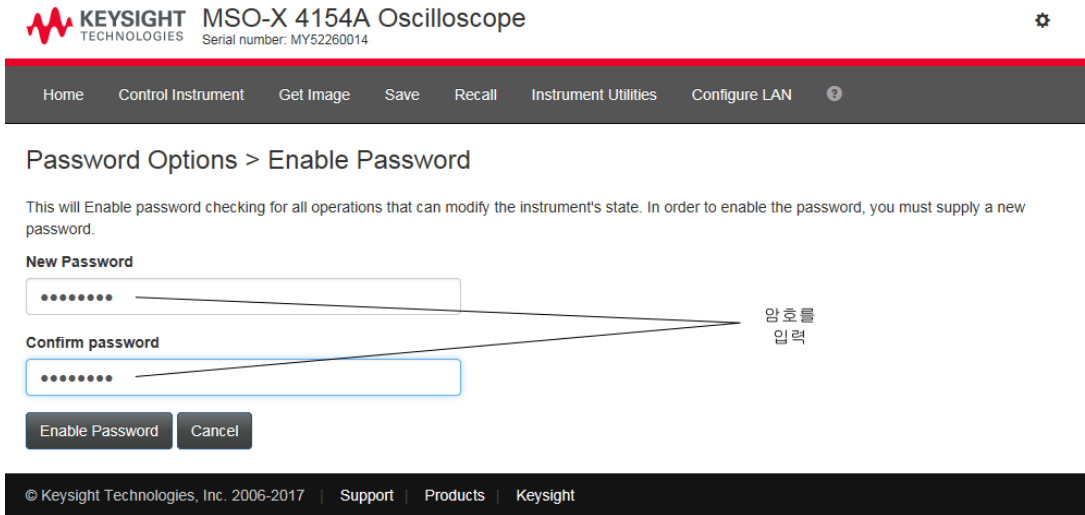 KEYSIGHT
TECHNOLOGIES
MSO-X 4154A Oscilloscope
Serial number: MY52260014
Home Control Instrument Get Image Save Recall Instrument Utilities Configure LAN ?
Password Options > Enable Password
This will Enable password checking for all operations that can modify the instrument's state. In order to enable the password, you must supply a new
password.
New Password
••••••••
암호를
입력
Confirm password
••••••••
Enable Password Cancel
© Keysight Technologies, Inc. 2006-2017 | Support | Products | Keysight